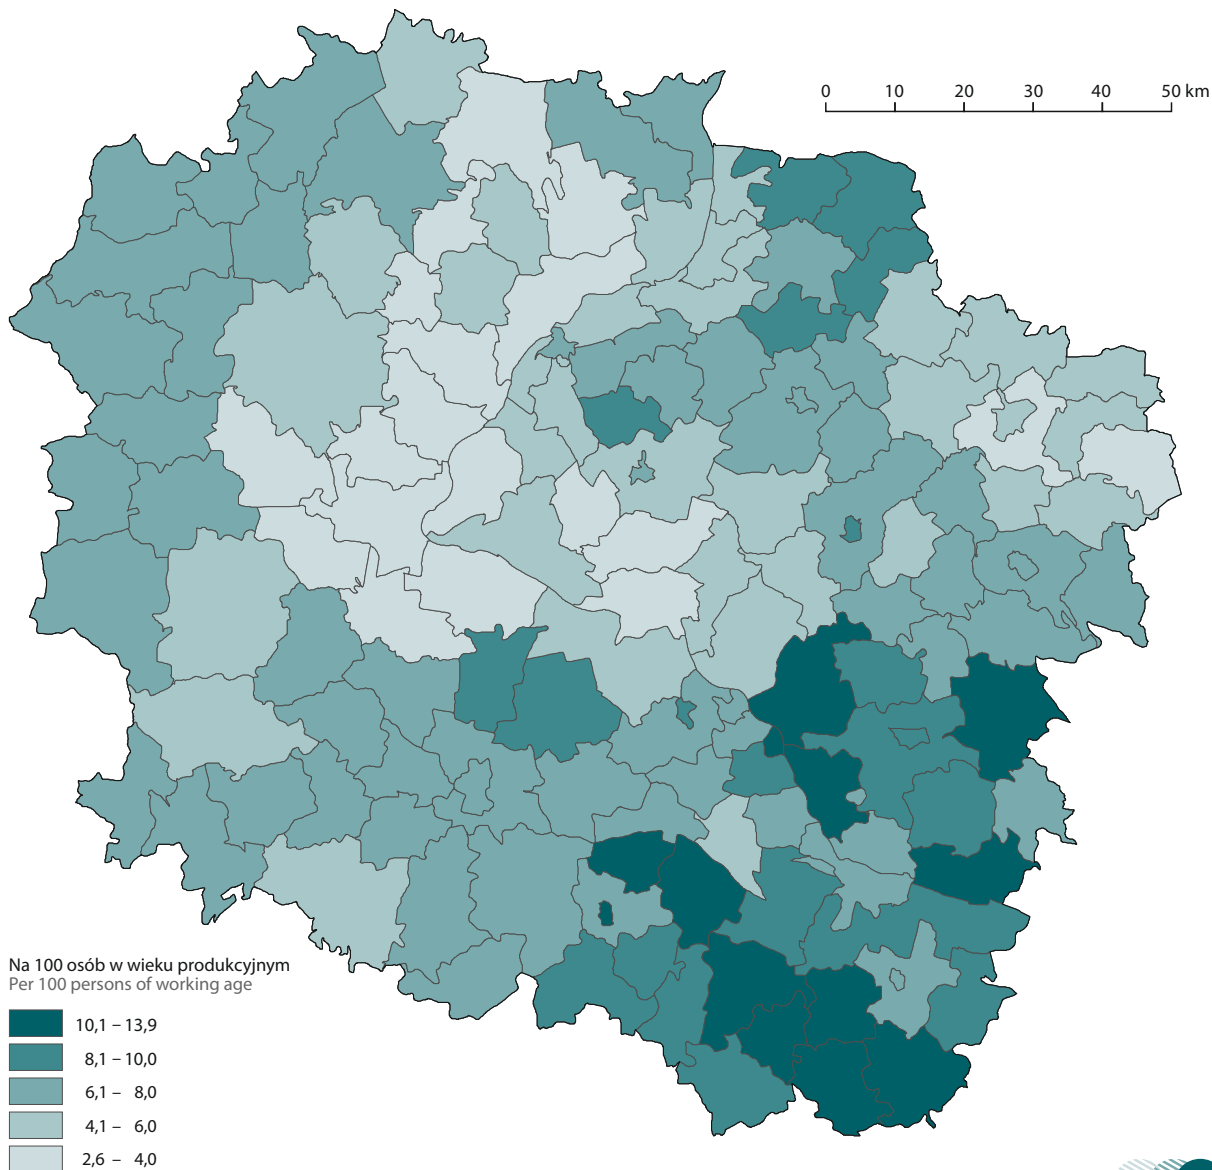 0 10 20 30 40 50 km
Na 100 osób w wieku produkcyjnym
Per 100 persons of working age
10,1 – 13,9
8,1 – 10,0
6,1 – 8,0
4,1 – 6,0
2,6 – 4,0